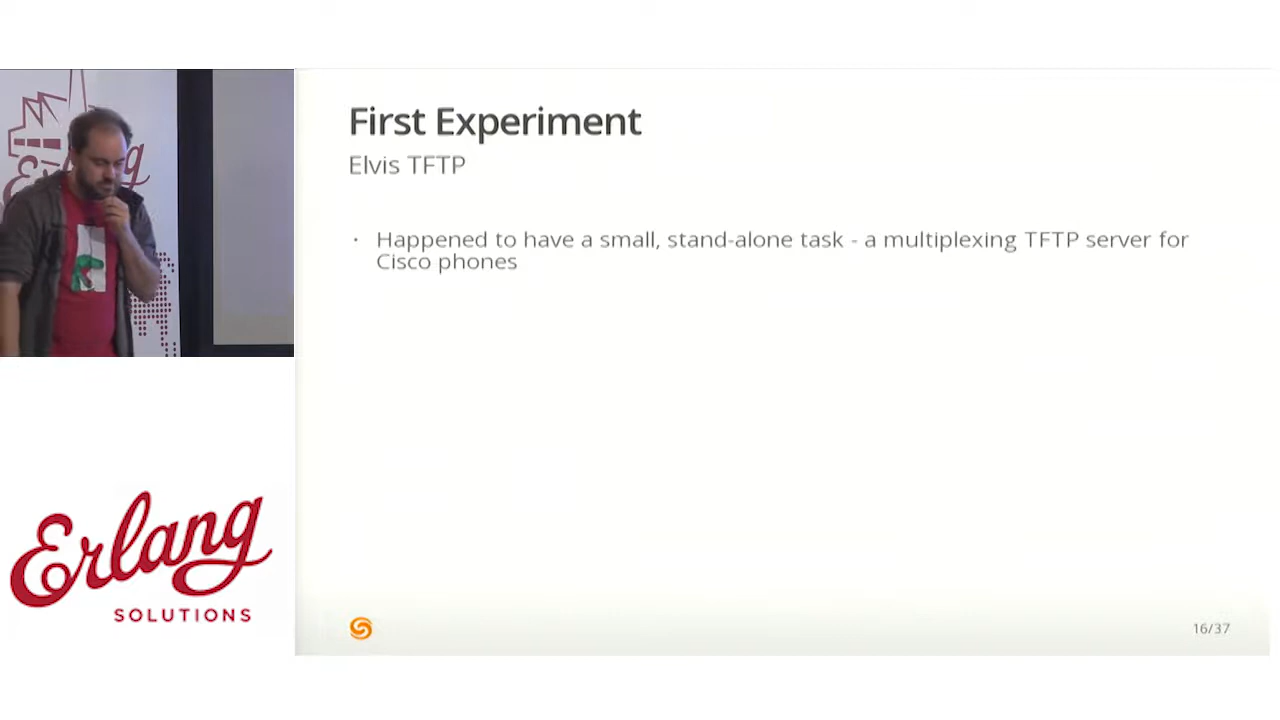 First Experiment
Elvis TFTP
· Happened to have a small, stand-alone task - a multiplexing TFTP server for
Cisco phones
Erlang
SOLUTIONS
16/37